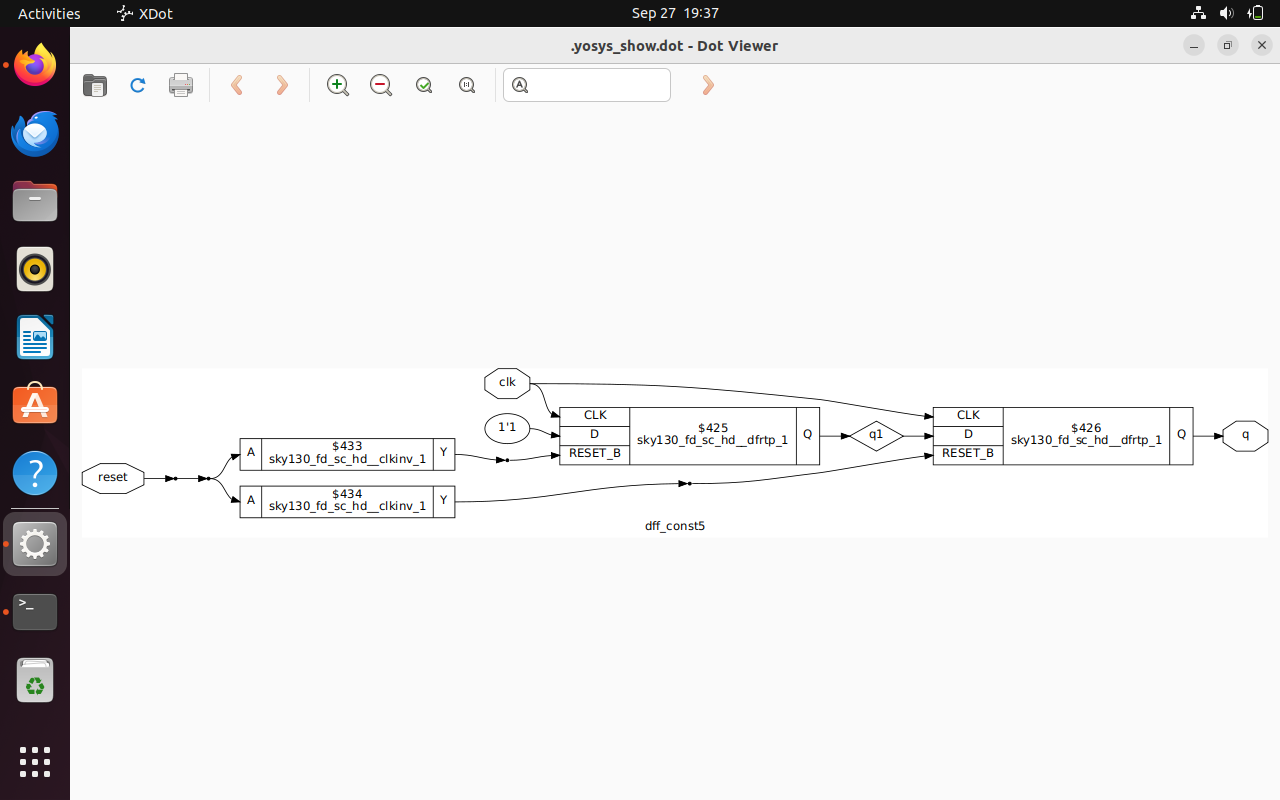 Activities XDot Sep 27 19:37
.yosys_show.dot - Dot Viewer
clk
1'1
CLK
D
RESET_B
$425
sky130_fd_sc_hd__dfrtp_1
Q
q1
CLK
D
RESET_B
$426
sky130_fd_sc_hd__dfrtp_1
Q
q
reset
A
$433
sky130_fd_sc_hd__clkinv_1
Y
A
$434
sky130_fd_sc_hd__clkinv_1
Y
dff_const5